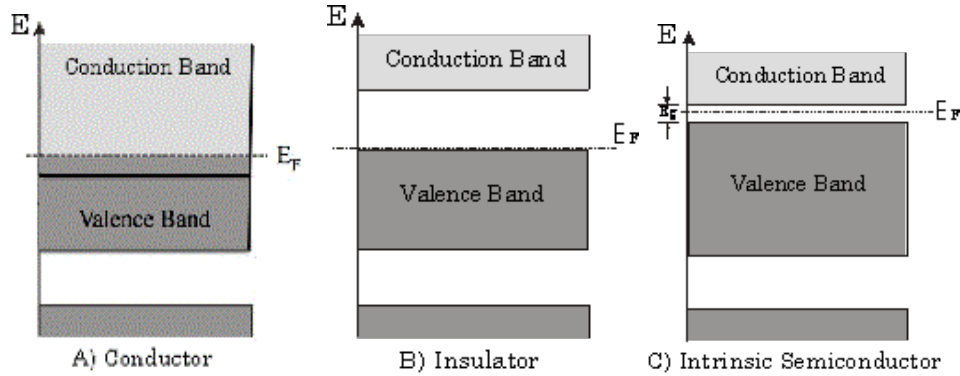 E
Conduction Band
E_F
Valence Band
A) Conductor
E
Conduction Band
E_F
Valence Band
B) Insulator
E
Conduction Band
E_F
Valence Band
C) Intrinsic Semiconductor